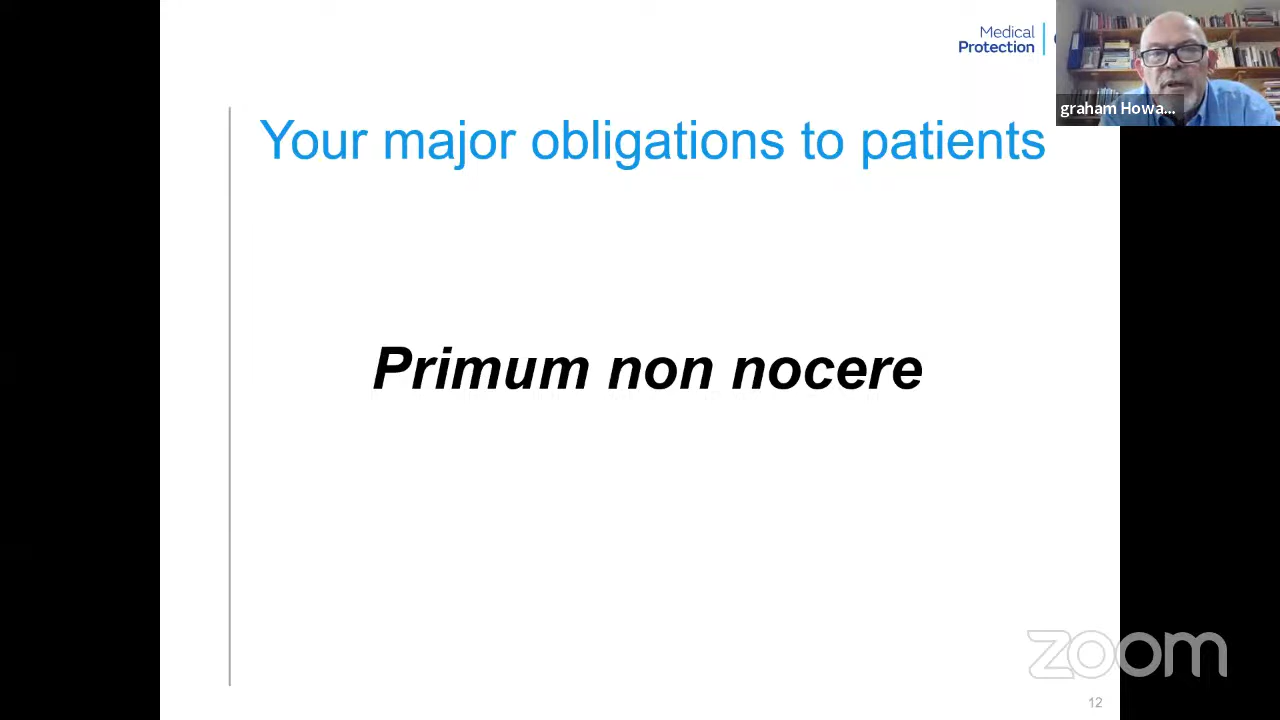 Medical
Protection
graham Howa...
Your major obligations to patients
Primum non nocere
zoom
12